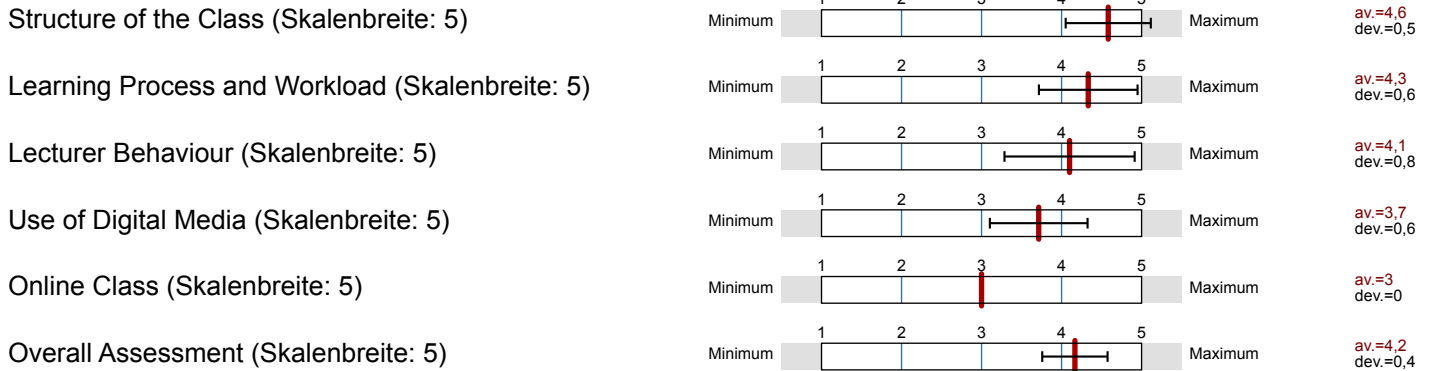 1 2 3 4 5
Structure of the Class (Skalenbreite: 5) Minimum Maximum av.=4,6
dev.=0,5
1 2 3 4 5
Learning Process and Workload (Skalenbreite: 5) Minimum Maximum av.=4,3
dev.=0,6
1 2 3 4 5
Lecturer Behaviour (Skalenbreite: 5) Minimum Maximum av.=4,1
dev.=0,8
1 2 3 4 5
Use of Digital Media (Skalenbreite: 5) Minimum Maximum av.=3,7
dev.=0,6
1 2 3 4 5
Online Class (Skalenbreite: 5) Minimum Maximum av.=3
dev.=0
1 2 3 4 5
Overall Assessment (Skalenbreite: 5) Minimum Maximum av.=4,2
dev.=0,4